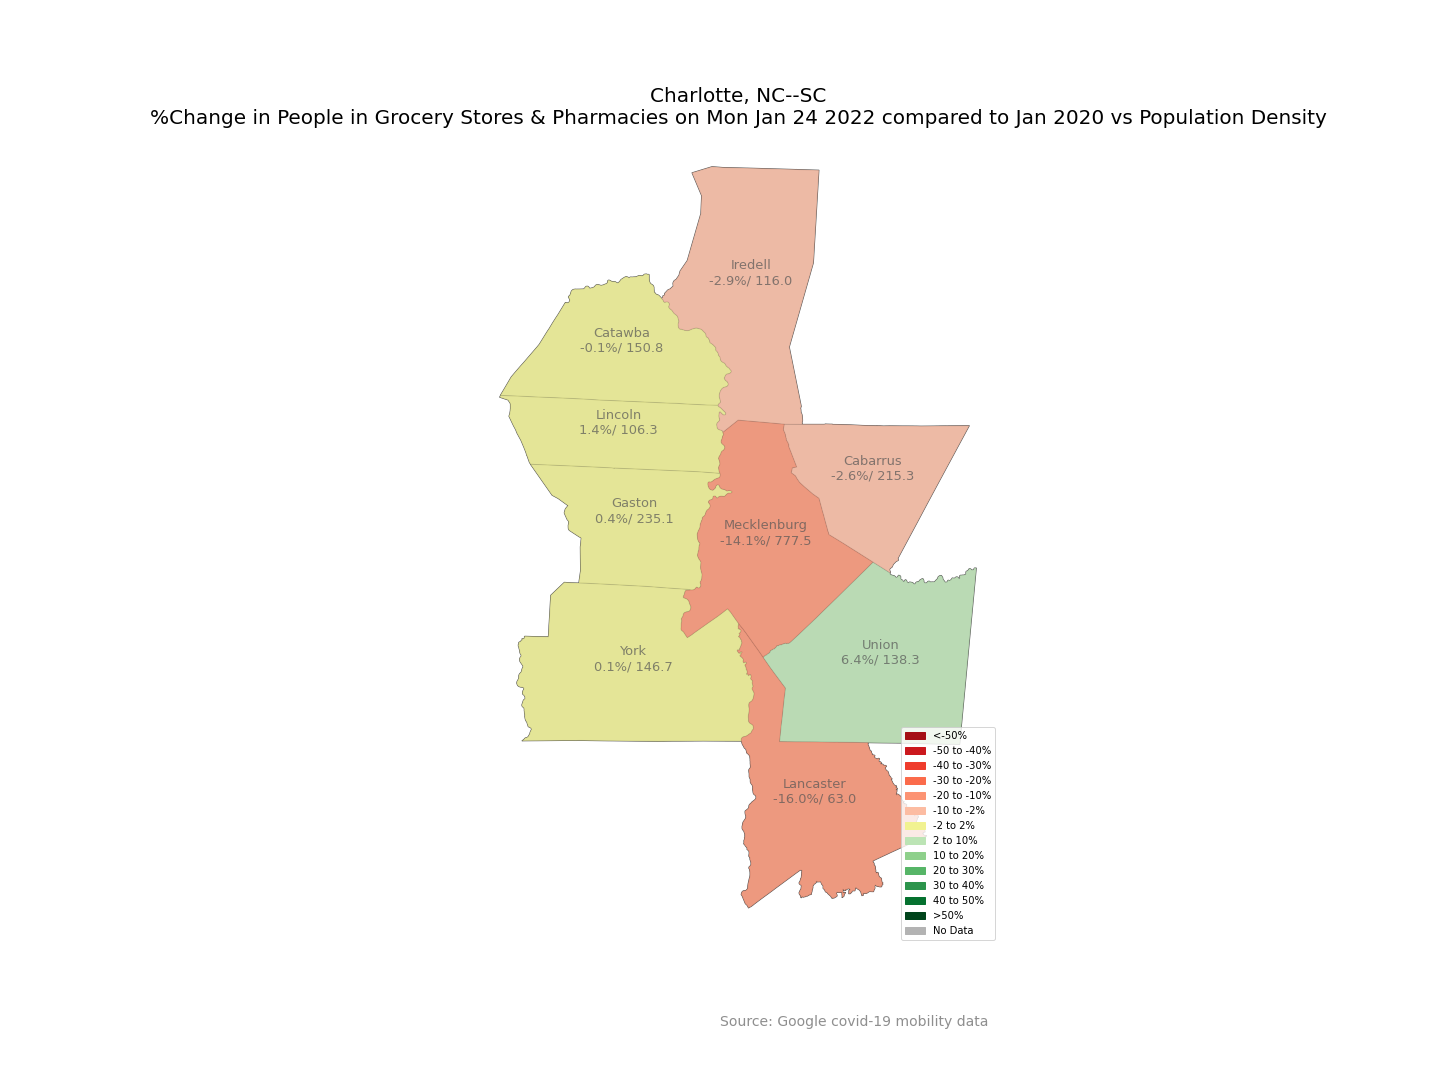 Charlotte, NC--SC
%Change in People in Grocery Stores & Pharmacies on Mon Jan 24 2022 compared to Jan 2020 vs Population Density
Iredell
-2.9%/ 116.0
Catawba
-0.1%/ 150.8
Lincoln
1.4%/ 106.3
Cabarrus
-2.6%/ 215.3
Gaston
0.4%/ 235.1
Mecklenburg
-14.1%/ 777.5
Union
6.4%/ 138.3
York
0.1%/ 146.7
Lancaster
-16.0%/ 63.0
<-50%
-50 to -40%
-40 to -30%
-30 to -20%
-20 to -10%
-10 to -2%
-2 to 2%
2 to 10%
10 to 20%
20 to 30%
30 to 40%
40 to 50%
>50%
No Data
Source: Google covid-19 mobility data